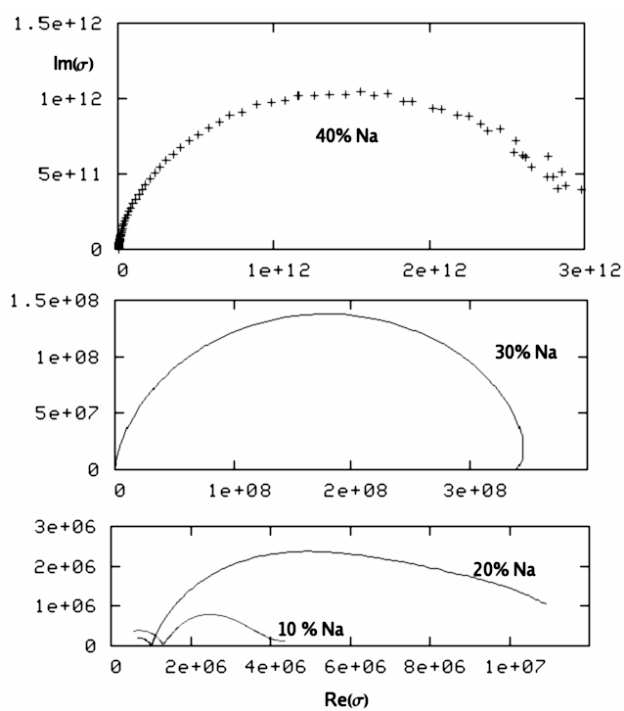 1.5e+12
Im(σ)
1e+12
40% Na
5e+11
0
0 1e+12 2e+12 3e+12
1.5e+08
1e+08
30% Na
5e+07
0
0 1e+08 2e+08 3e+08
3e+06
2e+06
20% Na
1e+06
10 % Na
0
0 2e+06 4e+06 6e+06 8e+06 1e+07
Re(σ)